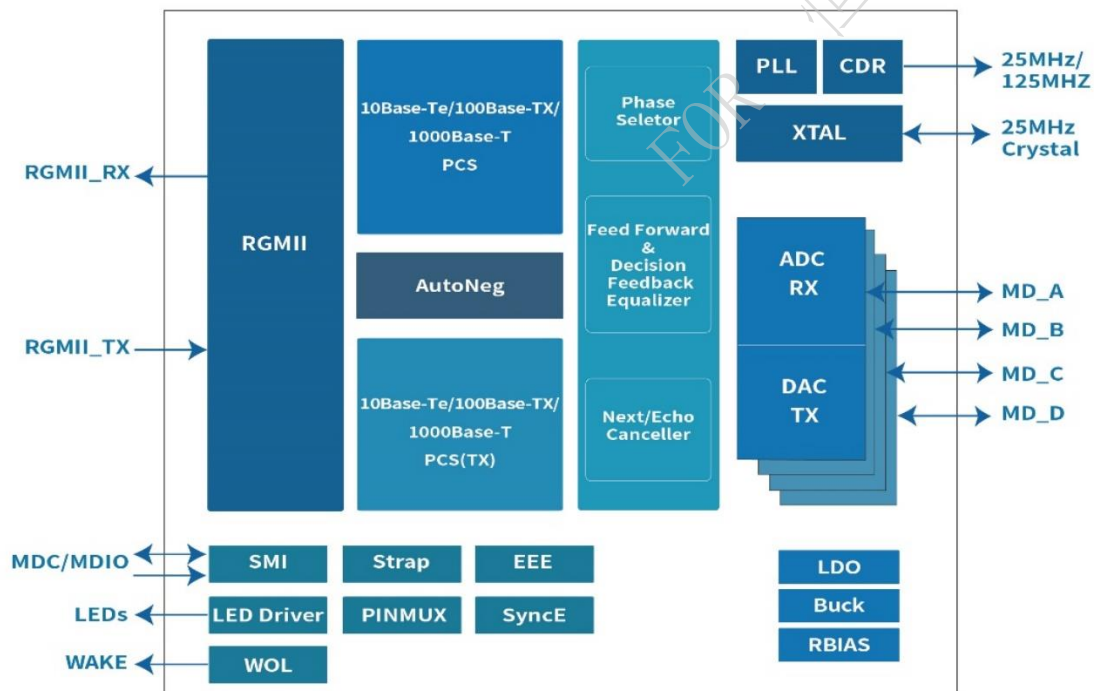 RGMII_RX
RGMII_TX
RGMII
10Base-Te/100Base-TX/
1000Base-T
PCS
AutoNeg
10Base-Te/100Base-TX/
1000Base-T
PCS(TX)
Phase
Seletor
Feed Forward
&
Decision
Feedback
Equalizer
Next/Echo
Canceller
PLL
CDR
25MHz/
125MHZ
XTAL
25MHz
Crystal
ADC
RX
DAC
TX
MD_A
MD_B
MD_C
MD_D
MDC/MDIO
SMI
Strap
EEE
LEDs
LED Driver
PINMUX
SyncE
WAKE
WOL
LDO
Buck
RBIAS
FOR